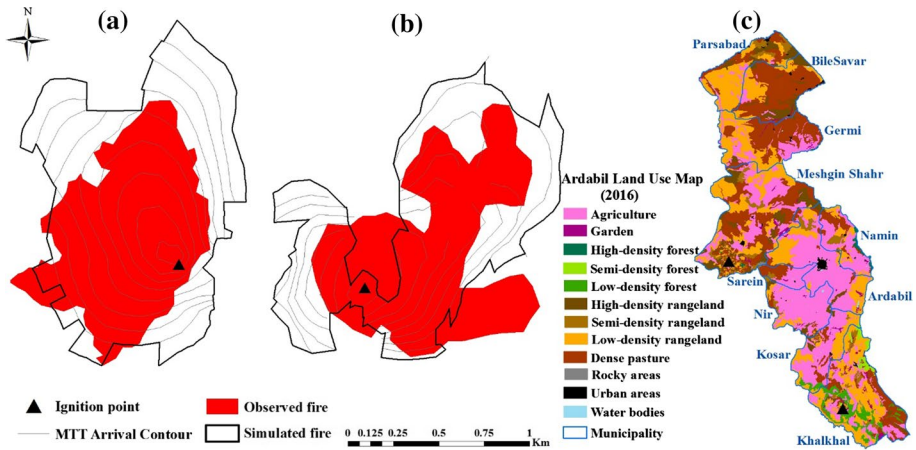 N
(a)
(b)
(c)
Parsabad
BileSavar
Germi
Meshgin Shahr
Namin
Sarein
Ardabil
Nir
Kosar
Khalkhal
Ardabil Land Use Map
(2016)
Agriculture
Garden
High-density forest
Semi-density forest
Low-density forest
High-density rangeland
Semi-density rangeland
Low-density rangeland
Dense pasture
Rocky areas
Urban areas
Water bodies
Municipality
Ignition point
Observed fire
MTT Arrival Contour
Simulated fire
0 0.125 0.25 0.5 0.75 1
Km